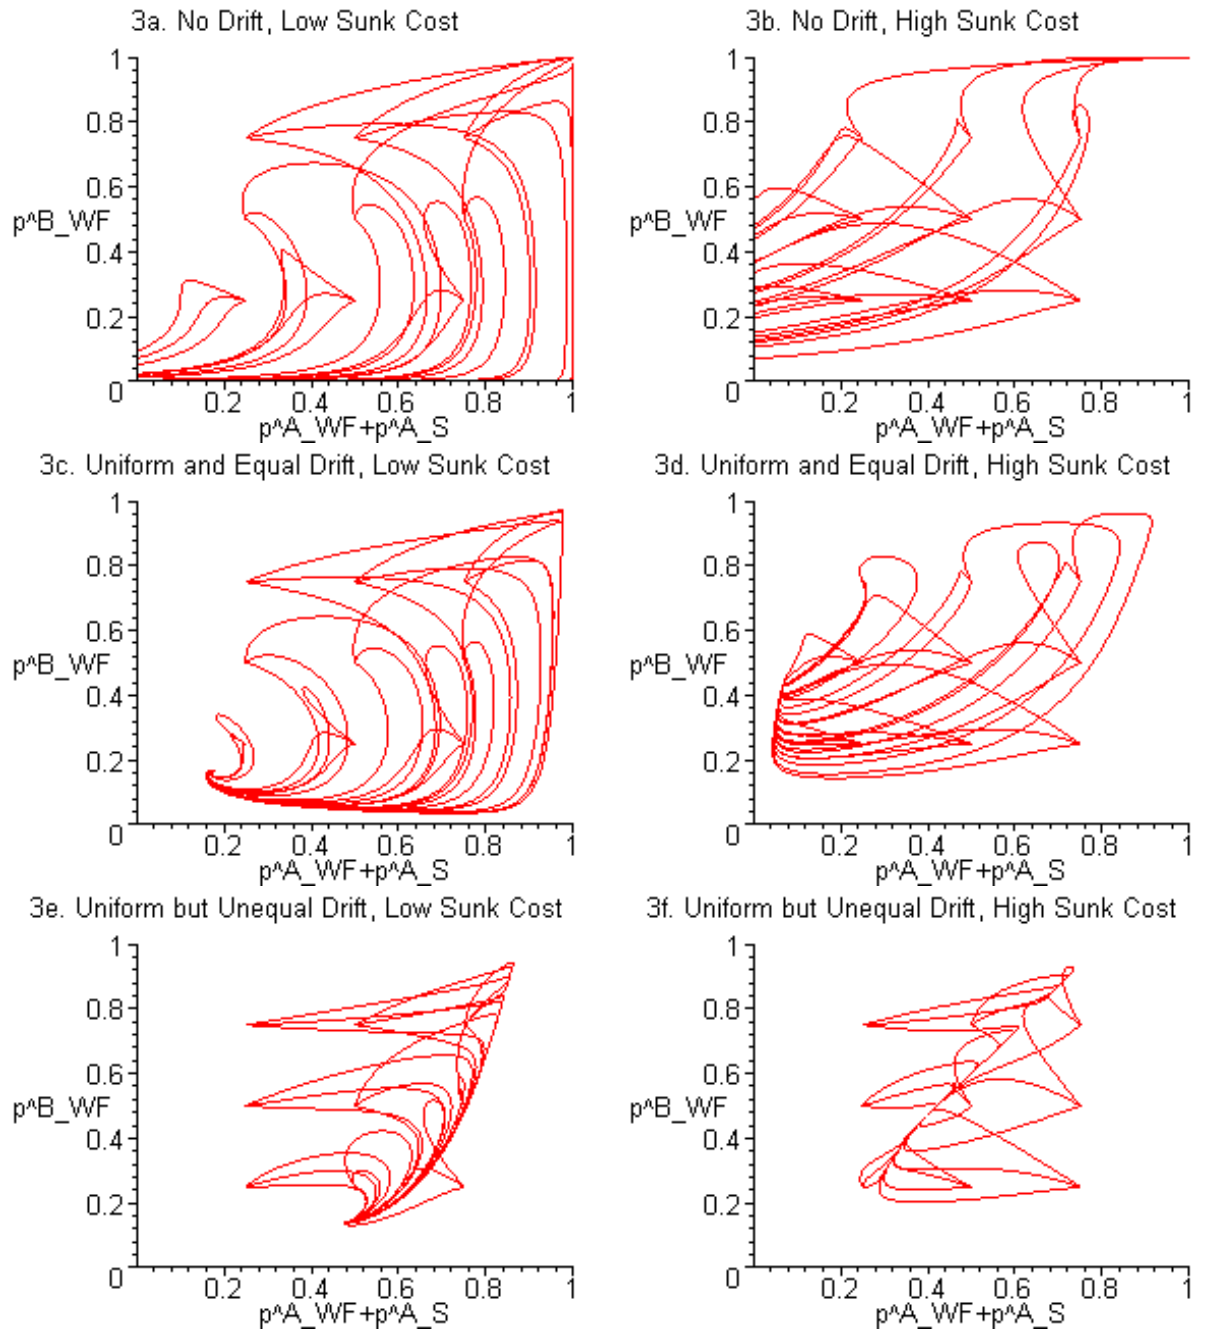 3a. No Drift, Low Sunk Cost
1
0.8
0.6
p^B_WF
0.4
0.2
0
0.2 0.4 0.6 0.8 1
p^A_WF+p^A_S
3b. No Drift, High Sunk Cost
1
0.8
0.6
p^B_WF
0.4
0.2
0
0.2 0.4 0.6 0.8 1
p^A_WF+p^A_S
3c. Uniform and Equal Drift, Low Sunk Cost
1
0.8
0.6
p^B_WF
0.4
0.2
0
0.2 0.4 0.6 0.8 1
p^A_WF+p^A_S
3d. Uniform and Equal Drift, High Sunk Cost
1
0.8
0.6
p^B_WF
0.4
0.2
0
0.2 0.4 0.6 0.8 1
p^A_WF+p^A_S
3e. Uniform but Unequal Drift, Low Sunk Cost
1
0.8
0.6
p^B_WF
0.4
0.2
0
0.2 0.4 0.6 0.8 1
p^A_WF+p^A_S
3f. Uniform but Unequal Drift, High Sunk Cost
1
0.8
0.6
p^B_WF
0.4
0.2
0
0.2 0.4 0.6 0.8 1
p^A_WF+p^A_S